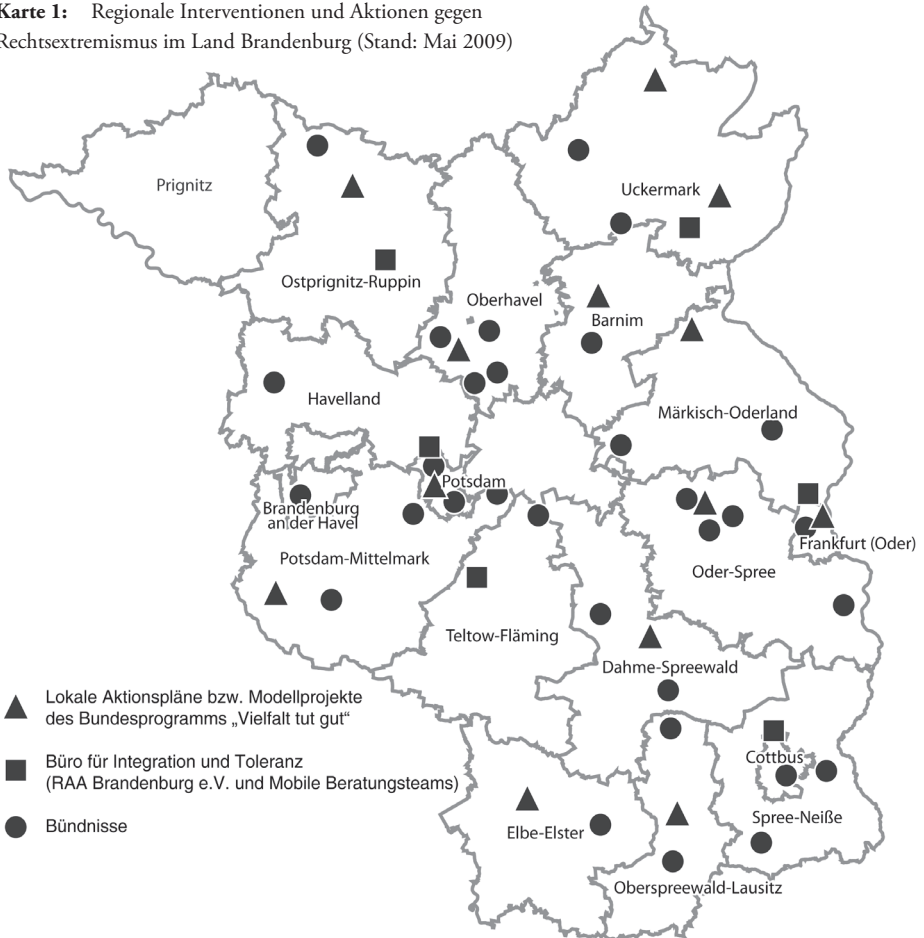 Karte 1: Regionale Interventionen und Aktionen gegen
Rechtsextremismus im Land Brandenburg (Stand: Mai 2009)
Prignitz
Uckermark
Ostprignitz-Ruppin
Oberhavel
Barnim
Havelland
Märkisch-Oderland
Potsdam
Brandenburg
an der Havel
Frankfurt (Oder)
Potsdam-Mittelmark
Oder-Spree
Teltow-Fläming
Dahme-Spreewald
Lokale Aktionspläne bzw. Modellprojekte
des Bundesprogramms „Vielfalt tut gut“
Büro für Integration und Toleranz
(RAA Brandenburg e.V. und Mobile Beratungsteams)
Bündnisse
Cottbus
Spree-Neiße
Elbe-Elster
Oberspreewald-Lausitz